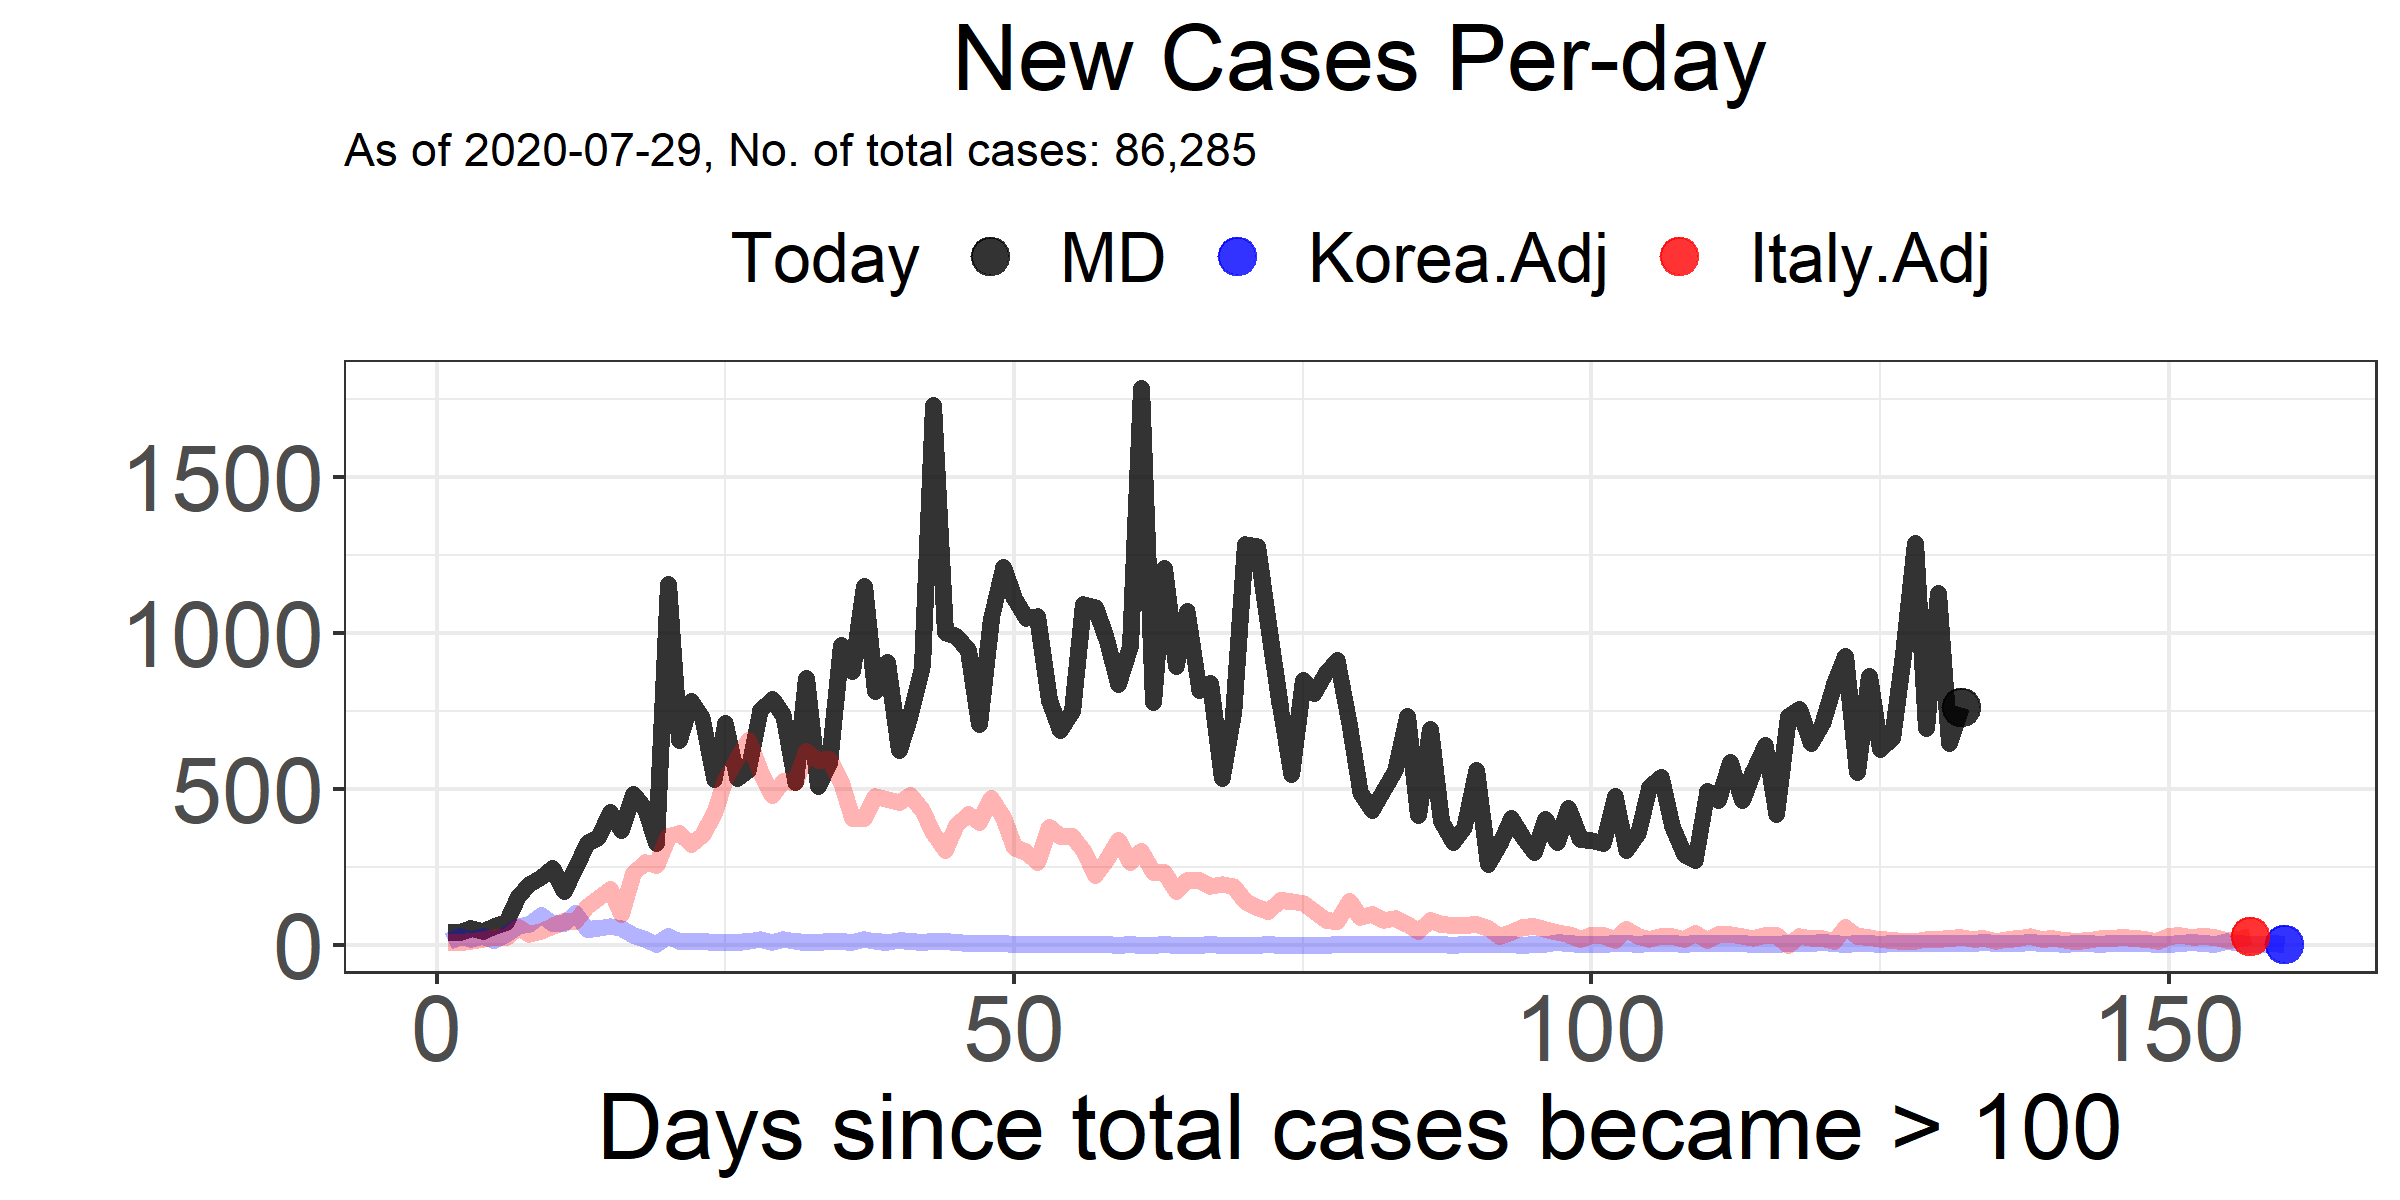 New Cases Per-day
As of 2020-07-29, No. of total cases: 86,285
Today MD Korea.Adj Italy.Adj
1500
1000
500
0
0 50 100 150
Days since total cases became > 100